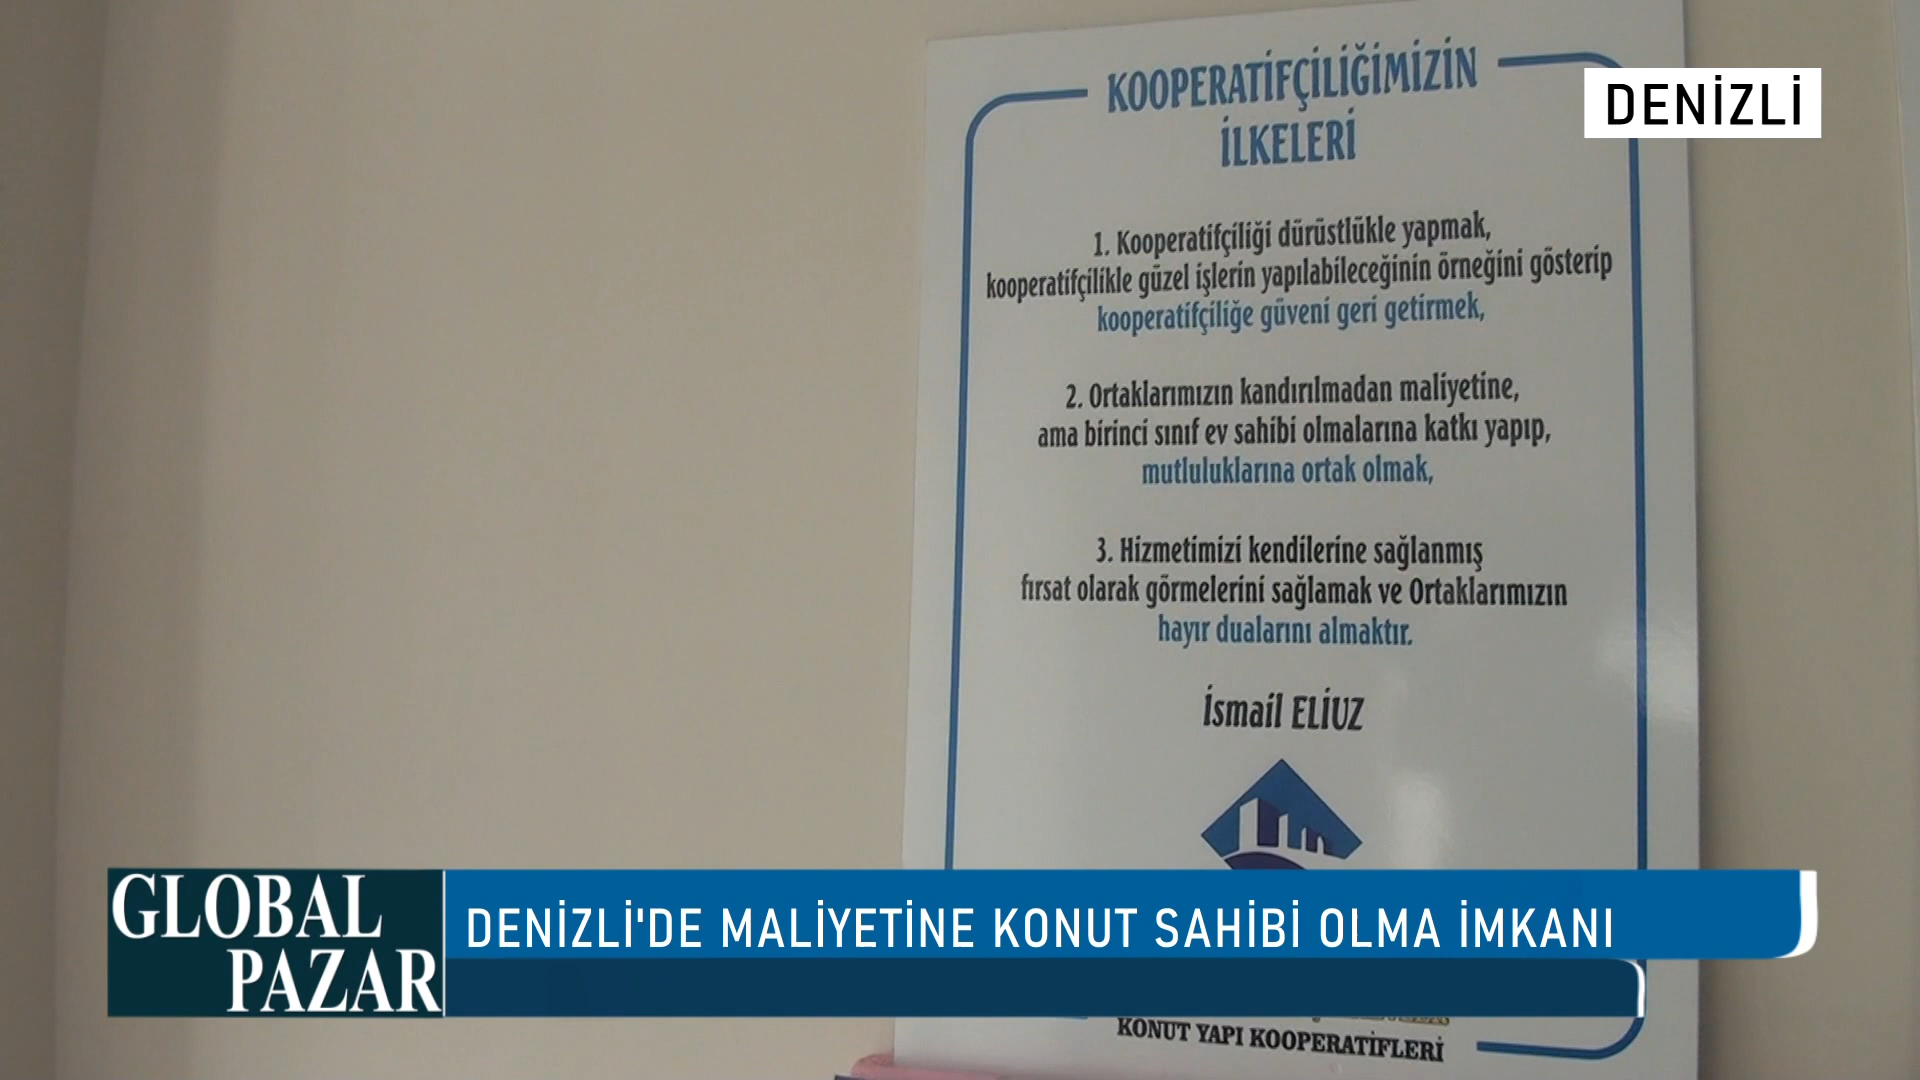 KOOPERATİFÇİLİĞİMİZİN
İLKELERİ
DENİZLİ
1. Kooperatifçiliği dürüstlükle yapmak,
kooperatifçilikle güzel işlerin yapılabileceğinin örneğini gösterip
kooperatifçiliğe güveni geri getirmek,
2. Ortaklarımızın kandırılmadan maliyetine,
ama birinci sınıf ev sahibi olmalarına katkı yapıp,
mutluluklarına ortak olmak,
3. Hizmetimizi kendilerine sağlanmış
fırsat olarak görmelerini sağlamak ve Ortaklarımızın
hayır dualarını almaktır.
İsmail ELİUZ
GLOBAL
PAZAR
DENİZLİ'DE MALİYETİNE KONUT SAHİBİ OLMA İMKANI
KONUT YAPI KOOPERATİFLERİ